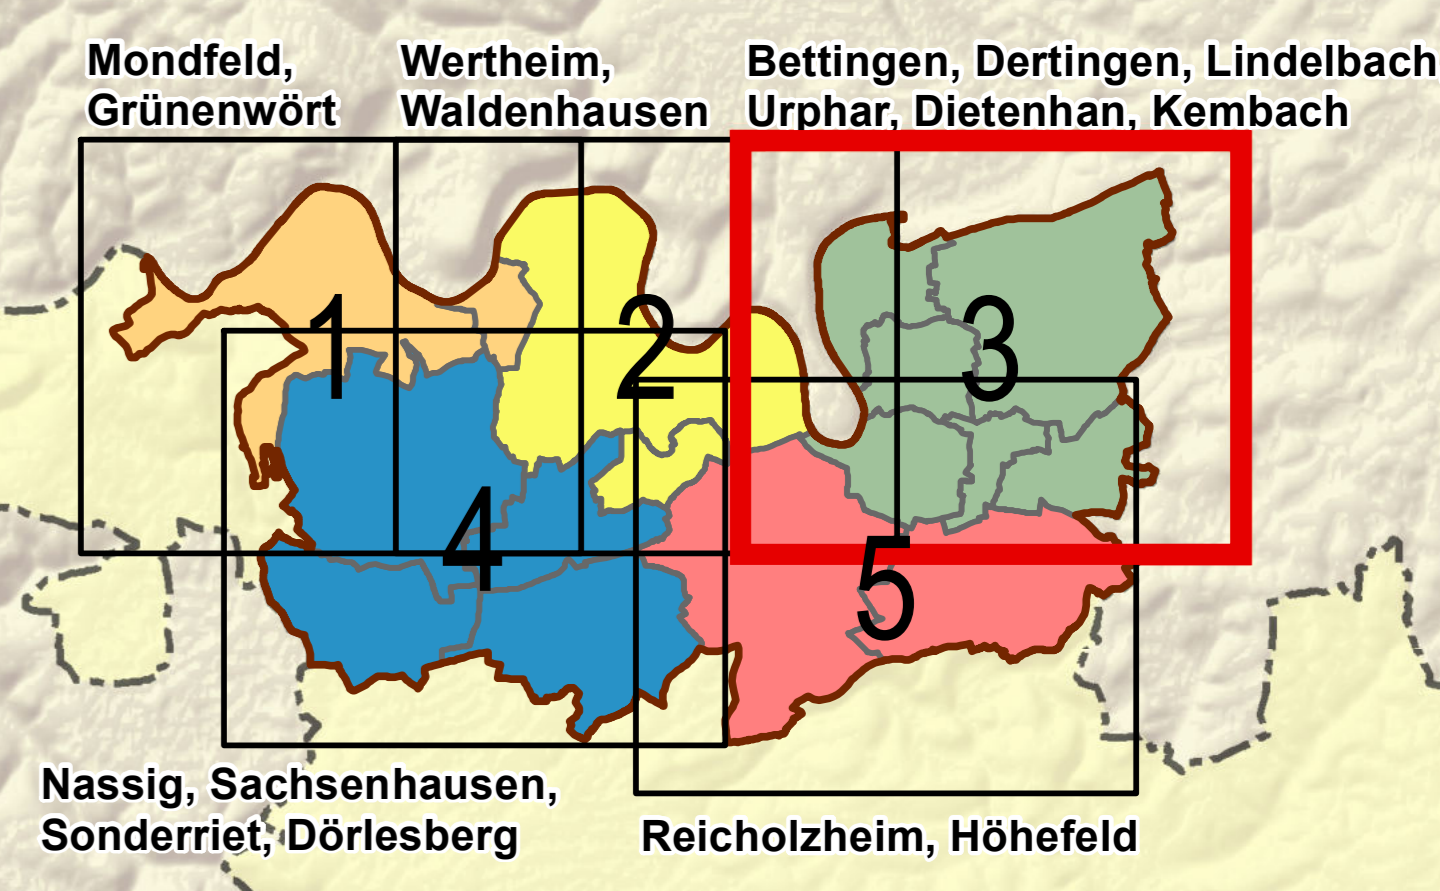 Mondfeld,
Grünenwört
Wertheim,
Waldenhausen
Bettingen, Dertingen, Lindelbach
Urphar, Dietenhan, Kembach
1
2
3
4
5
Nassig, Sachsenhausen,
Sonderriet, Dörlesberg
Reicholzheim, Höhefeld